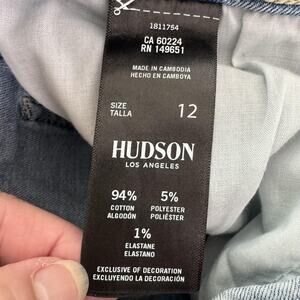 1811754
CA 60224
RN 149651
MADE IN CAMBODIA
HECHO EN CAMBOYA
SIZE
TALLA
12
HUDSON
LOS ANGELES
94% 5%
COTTON POLYESTER
ALGODÓN POLIÉSTER
1%
ELASTANE
ELASTANO
EXCLUSIVE OF DECORATION
EXCLUYENDO LA DECORACIÓN